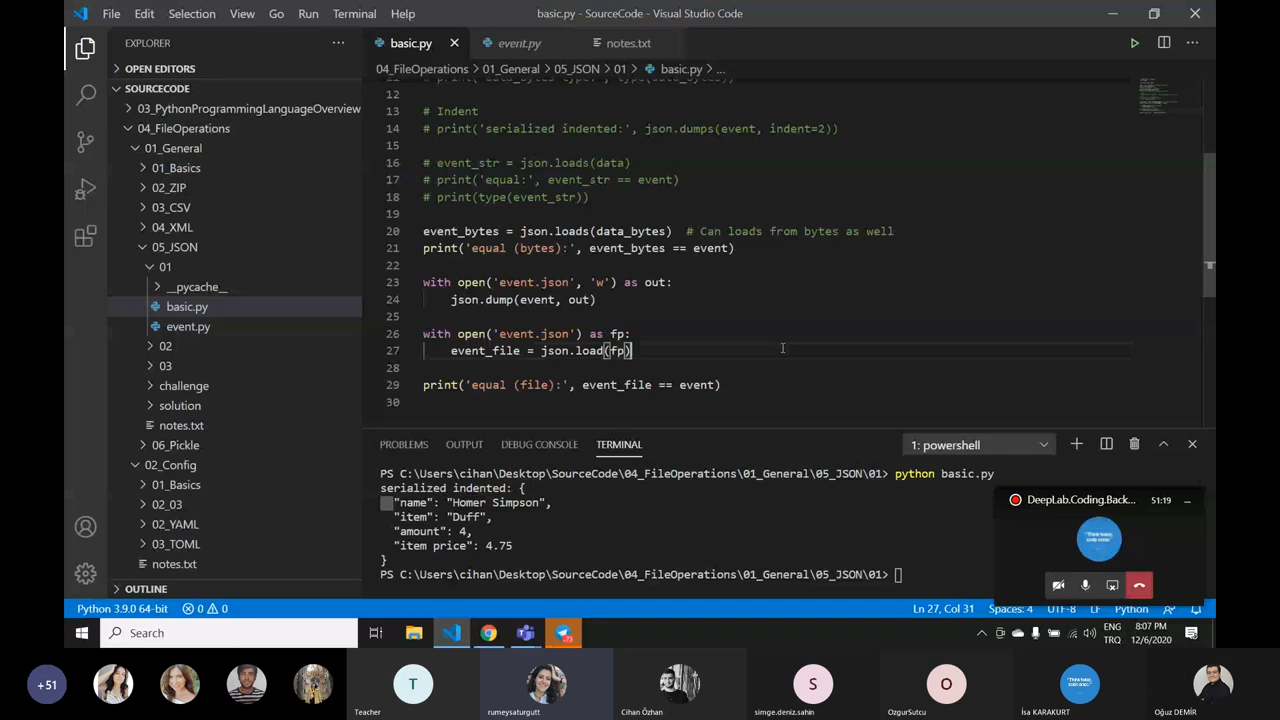 File Edit Selection View Go Run Terminal Help basic.py - SourceCode - Visual Studio Code
EXPLORER
OPEN EDITORS
SOURCECODE
03_PythonProgrammingLanguageOverview
04_FileOperations
01_General
01_Basics
02_ZIP
03_CSV
04_XML
05_JSON
01
__pycache__
basic.py
event.py
02
03
challenge
solution
notes.txt
06_Pickle
02_Config
01_Basics
02_03
02_YAML
03_TOML
notes.txt
OUTLINE
basic.py event.py notes.txt
04_FileOperations > 01_General > 05_JSON > 01 > basic.py > ...
11 # print('data_bytes type:', type(data_bytes))
12
13 # Indent
14 # print('serialized indented:', json.dumps(event, indent=2))
15
16 # event_str = json.loads(data)
17 # print('equal:', event_str == event)
18 # print(type(event_str))
19
20 event_bytes = json.loads(data_bytes)  # Can loads from bytes as well
21 print('equal (bytes):', event_bytes == event)
22
23 with open('event.json', 'w') as out:
24     json.dump(event, out)
25
26 with open('event.json') as fp:
27     event_file = json.load(fp)
28
29 print('equal (file):', event_file == event)
30
PROBLEMS OUTPUT DEBUG CONSOLE TERMINAL 1: powershell
PS C:\Users\cihan\Desktop\SourceCode\04_FileOperations\01_General\05_JSON\01> python basic.py
serialized indented: {
"name": "Homer Simpson",
"item": "Duff",
"amount": 4,
"item price": 4.75
}
PS C:\Users\cihan\Desktop\SourceCode\04_FileOperations\01_General\05_JSON\01>
DeepLab.Coding.Back... 51:19
Python 3.9.0 64-bit 0 0 Ln 27, Col 31 Spaces: 4 UTF-8 LF Python
Search
ENG
TRQ
8:07 PM
12/6/2020
+51
T
S
O
Teacher rumeysaturgutt Cihan Özhan simge.deniz.sahin OzgurSutcu İsa KARAKURT Oğuz DEMİR